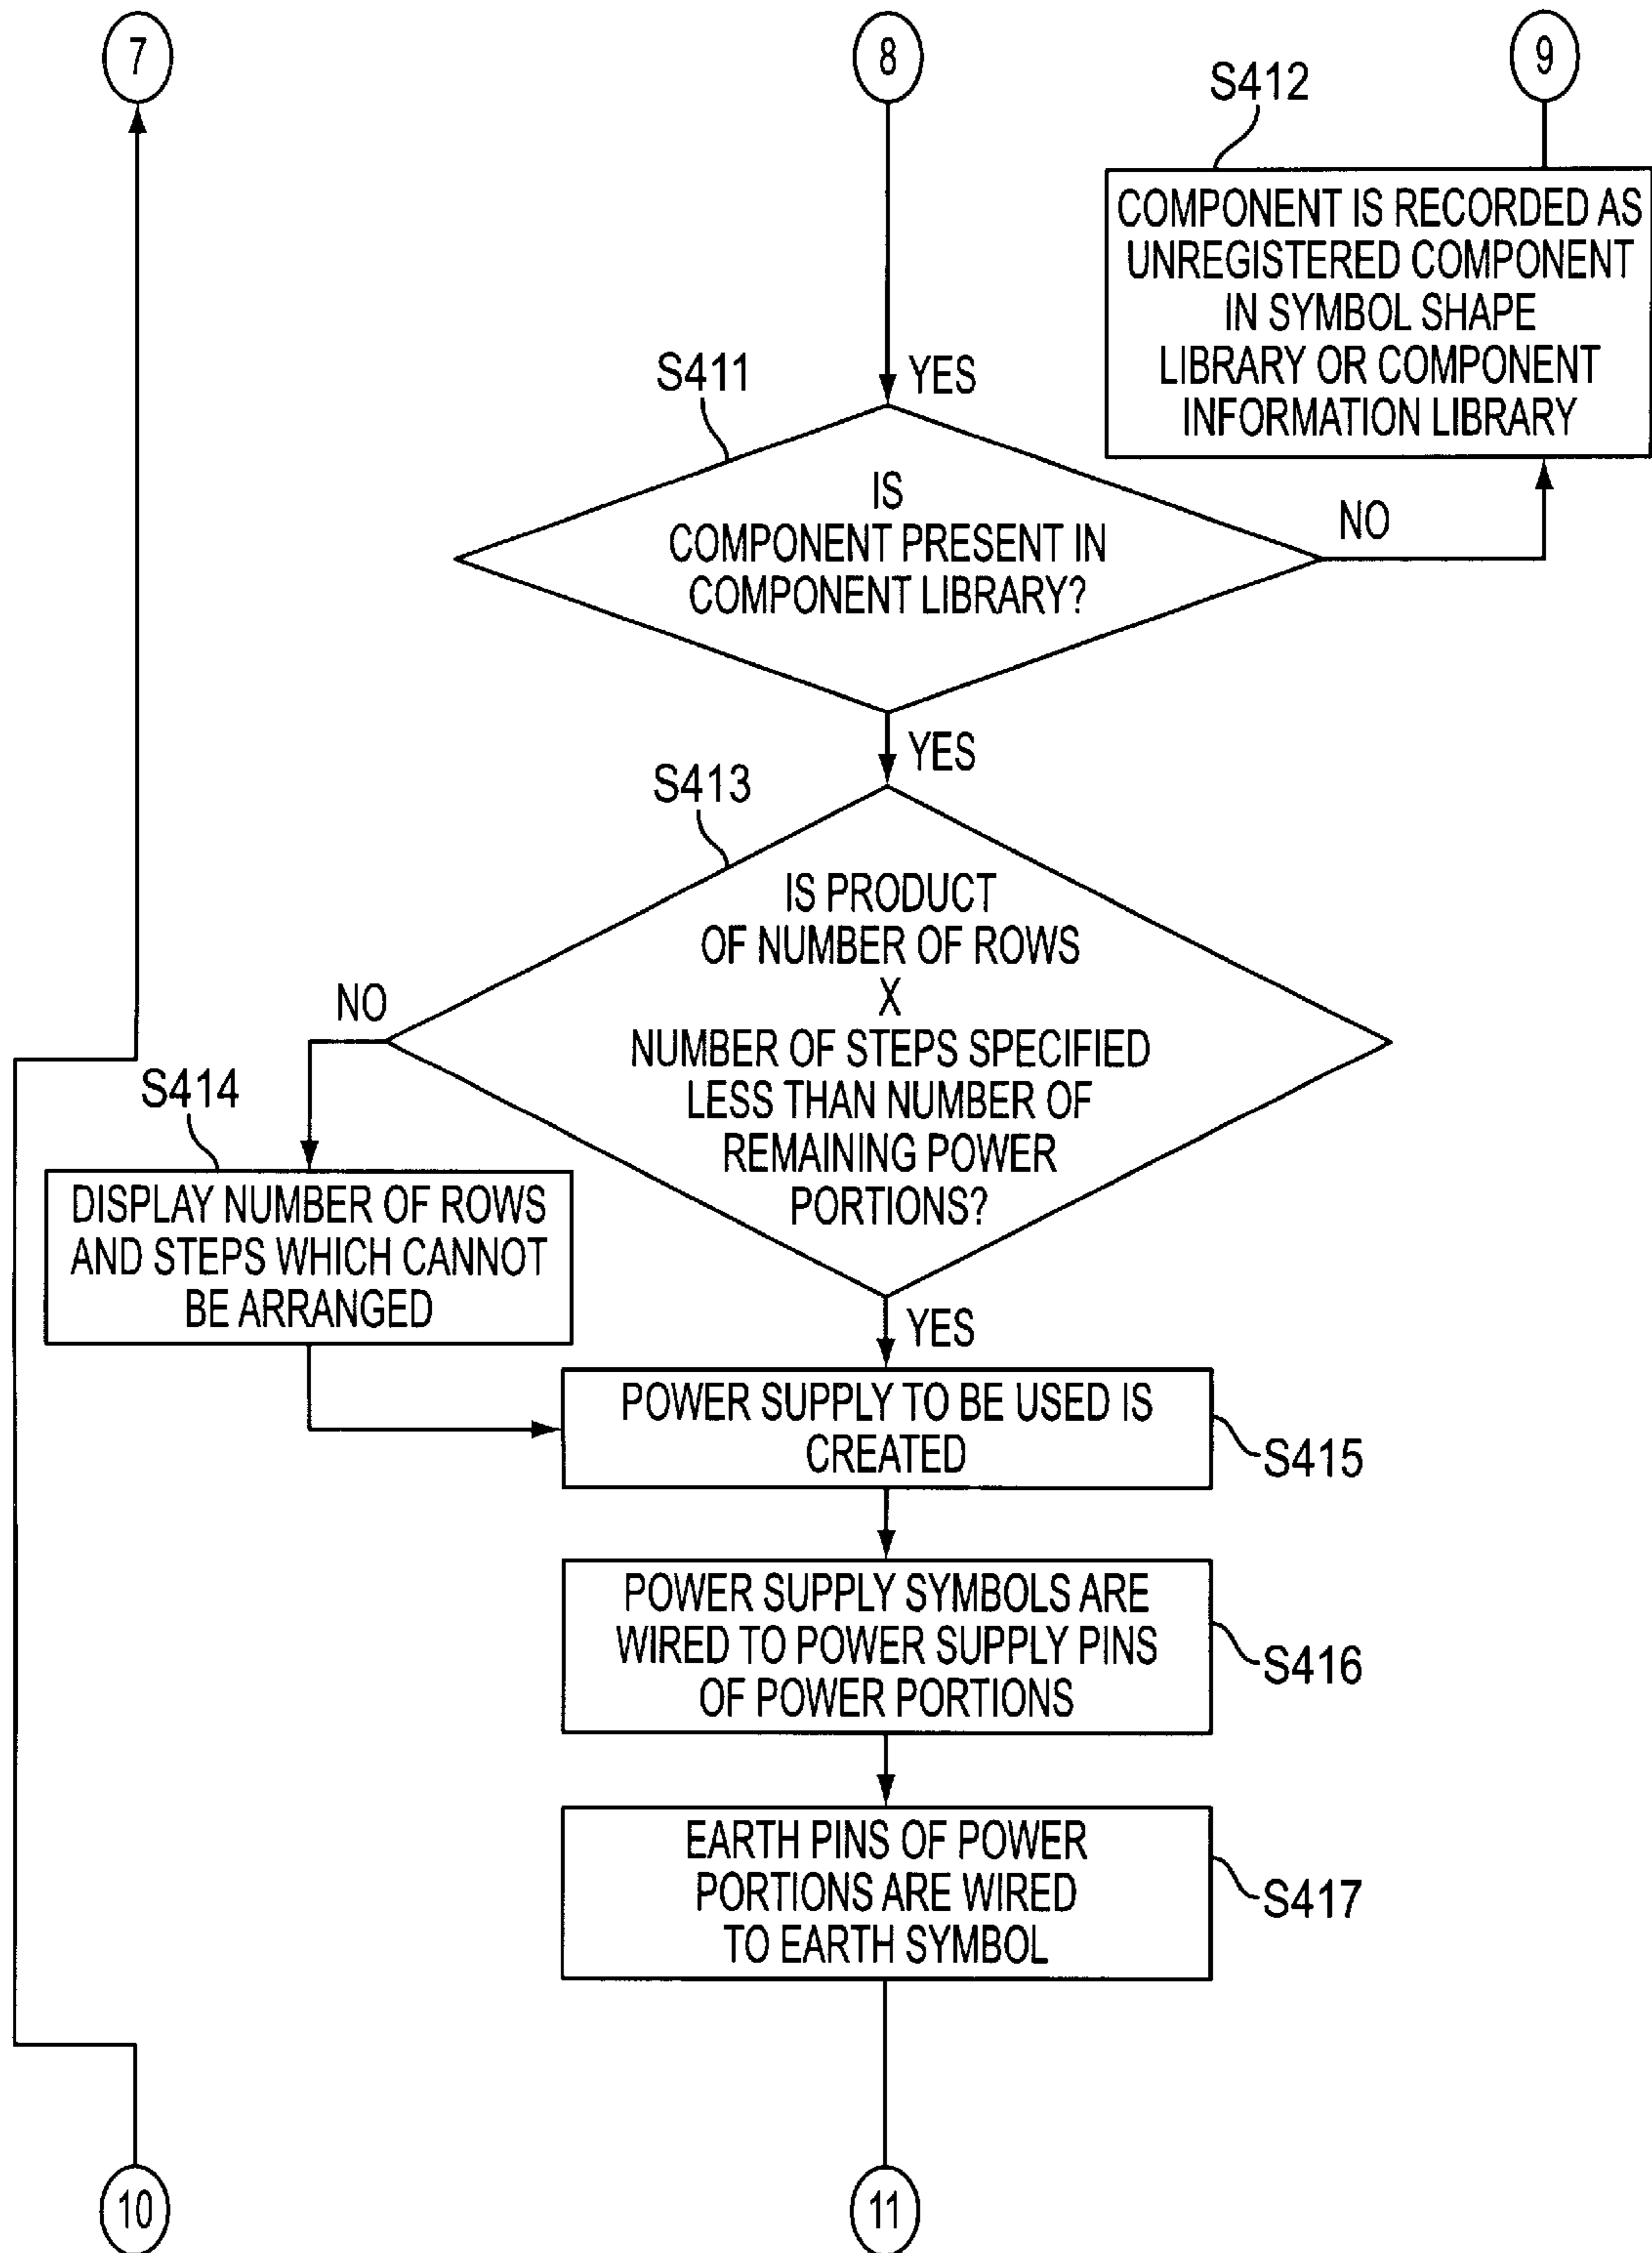 7
8
9
S412
COMPONENT IS RECORDED AS
UNREGISTERED COMPONENT
IN SYMBOL SHAPE
LIBRARY OR COMPONENT
INFORMATION LIBRARY
YES
S411
IS
COMPONENT PRESENT IN
COMPONENT LIBRARY?
NO
YES
S413
IS PRODUCT
OF NUMBER OF ROWS
X
NUMBER OF STEPS SPECIFIED
LESS THAN NUMBER OF
REMAINING POWER
PORTIONS?
NO
S414
DISPLAY NUMBER OF ROWS
AND STEPS WHICH CANNOT
BE ARRANGED
YES
POWER SUPPLY TO BE USED IS
CREATED
S415
POWER SUPPLY SYMBOLS ARE
WIRED TO POWER SUPPLY PINS
OF POWER PORTIONS
S416
EARTH PINS OF POWER
PORTIONS ARE WIRED
TO EARTH SYMBOL
S417
10
11